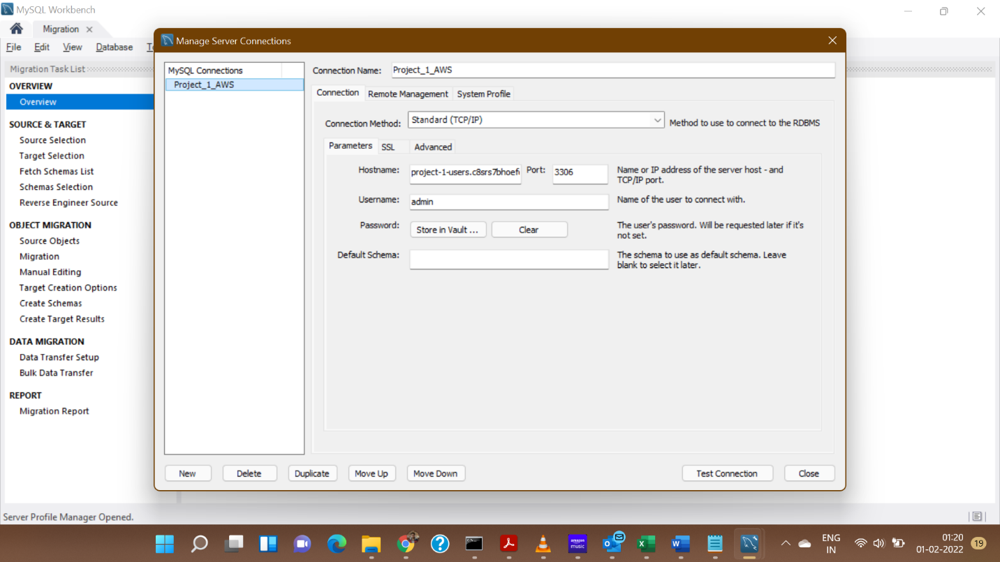 MySQL Workbench
Migration
File Edit View Database
Migration Task List
OVERVIEW
Overview
SOURCE & TARGET
Source Selection
Target Selection
Fetch Schemas List
Schemas Selection
Reverse Engineer Source
OBJECT MIGRATION
Source Objects
Migration
Manual Editing
Target Creation Options
Create Schemas
Create Target Results
DATA MIGRATION
Data Transfer Setup
Bulk Data Transfer
REPORT
Migration Report
Manage Server Connections
MySQL Connections
Project_1_AWS
Connection Name: Project_1_AWS
Connection Remote Management System Profile
Connection Method: Standard (TCP/IP) Method to use to connect to the RDBMS
Parameters SSL Advanced
Hostname: project-1-users.c8srs7bhoef Port: 3306 Name or IP address of the server host - and
TCP/IP port.
Username: admin Name of the user to connect with.
Password: Store in Vault ... Clear The user's password. Will be requested later if it's
not set.
Default Schema: The schema to use as default schema. Leave
blank to select it later.
New Delete Duplicate Move Up Move Down Test Connection Close
Server Profile Manager Opened.
amazon
music
ENG
IN
01:20
01-02-2022
19